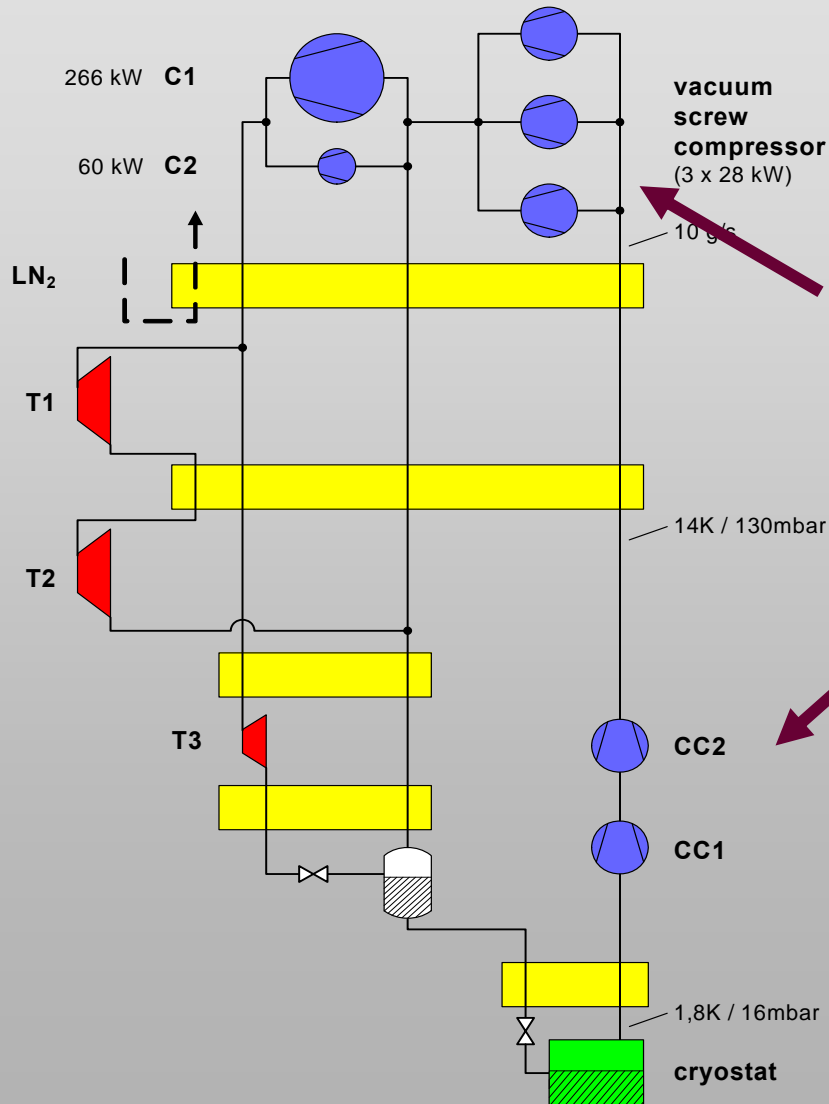 266 kW C1
60 kW C2
vacuum
screw
compressor
(3 x 28 kW)
10 g/s
LN₂
T1
14K / 130mbar
T2
T3
CC2
CC1
1,8K / 16mbar
cryostat